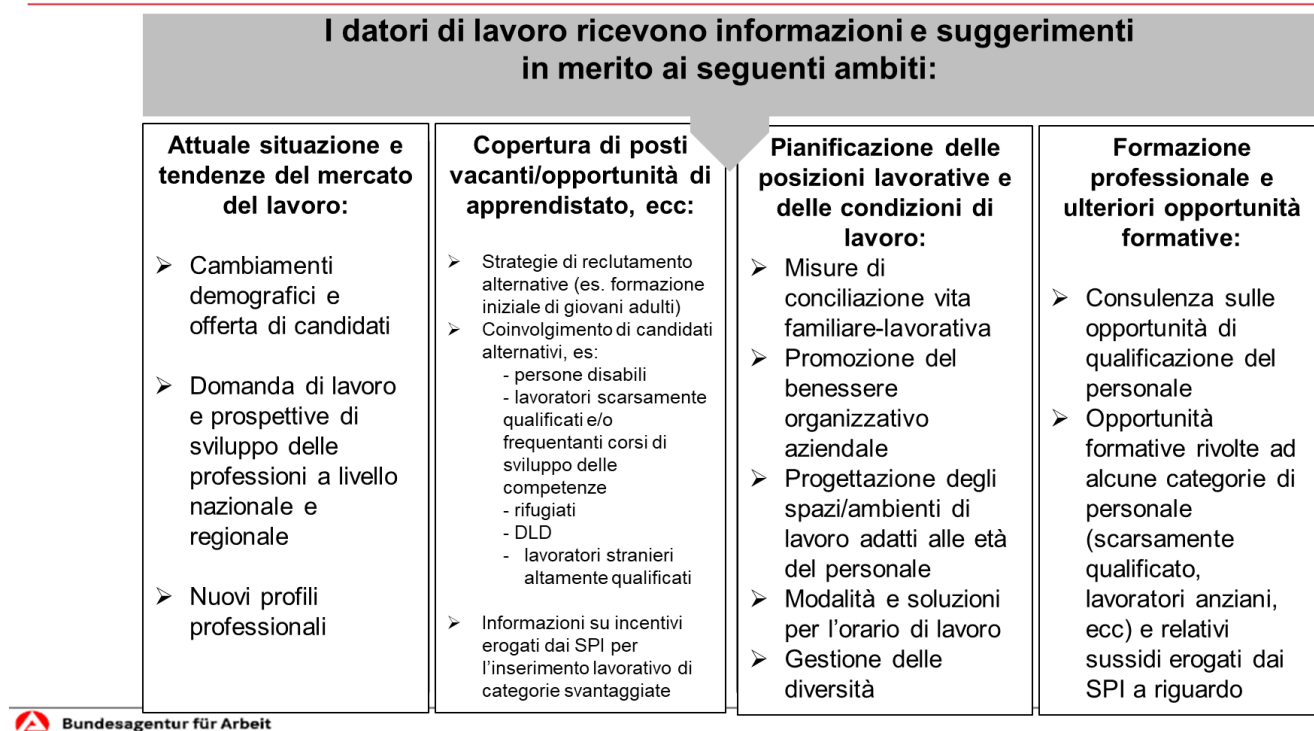 I datori di lavoro ricevono informazioni e suggerimenti
in merito ai seguenti ambiti:
Attuale situazione e
tendenze del mercato
del lavoro:
➢ Cambiamenti
demografici e
offerta di candidati
➢ Domanda di lavoro
e prospettive di
sviluppo delle
professioni a livello
nazionale e
regionale
➢ Nuovi profili
professionali
Copertura di posti
vacanti/opportunità di
apprendistato, ecc:
➢ Strategie di reclutamento
alternative (es. formazione
iniziale di giovani adulti)
➢ Coinvolgimento di candidati
alternativi, es:
- persone disabili
- lavoratori scarsamente
qualificati e/o
frequentanti corsi di
sviluppo delle
competenze
- rifugiati
- DLD
- lavoratori stranieri
altamente qualificati
➢ Informazioni su incentivi
erogati dai SPI per
l’inserimento lavorativo di
categorie svantaggiate
Pianificazione delle
posizioni lavorative e
delle condizioni di
lavoro:
➢ Misure di
conciliazione vita
familiare-lavorativa
➢ Promozione del
benessere
organizzativo
aziendale
➢ Progettazione degli
spazi/ambienti di
lavoro adatti alle età
del personale
➢ Modalità e soluzioni
per l’orario di lavoro
➢ Gestione delle
diversità
Formazione
professionale e
ulteriori opportunità
formative:
➢ Consulenza sulle
opportunità di
qualificazione del
personale
➢ Opportunità
formative rivolte ad
alcune categorie di
personale
(scarsamente
qualificato,
lavoratori anziani,
ecc) e relativi
sussidi erogati dai
SPI a riguardo
Bundesagentur für Arbeit